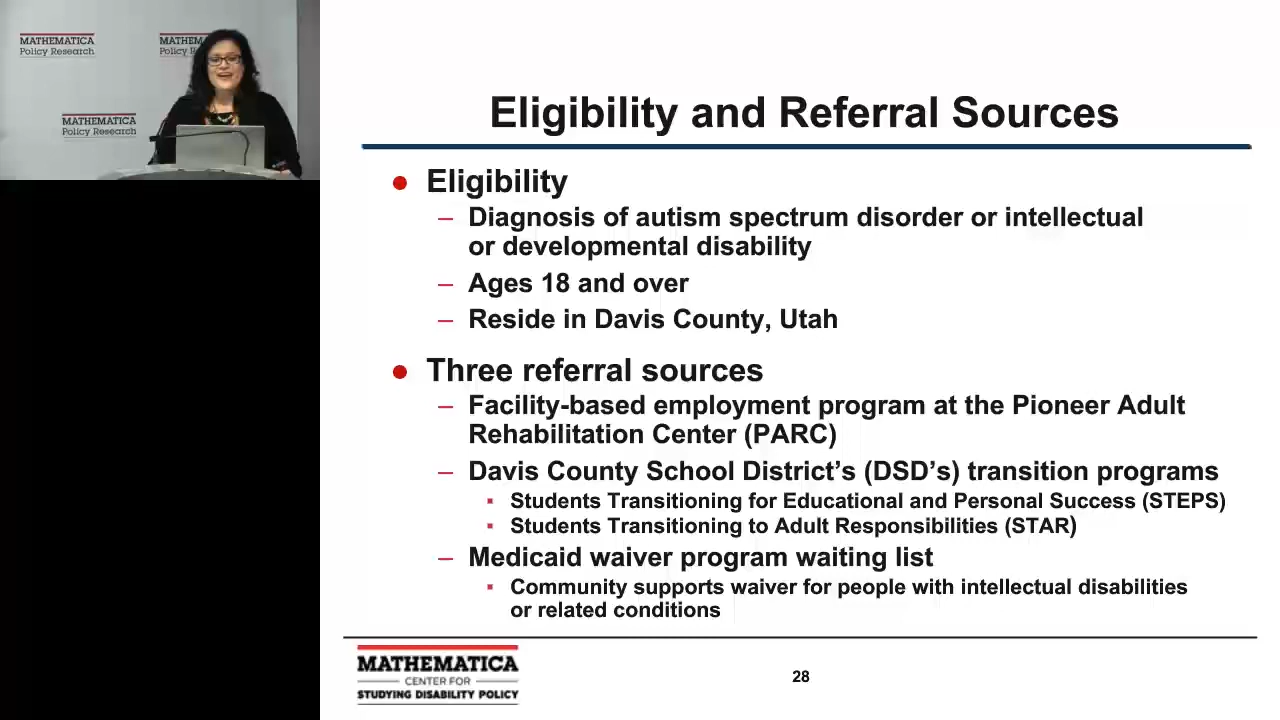 MATHEMATICA
Policy Research
MATHEM
Policy
MATHEMATICA
Policy Research
Eligibility and Referral Sources
● Eligibility
– Diagnosis of autism spectrum disorder or intellectual
or developmental disability
– Ages 18 and over
– Reside in Davis County, Utah
● Three referral sources
– Facility-based employment program at the Pioneer Adult
Rehabilitation Center (PARC)
– Davis County School District’s (DSD’s) transition programs
▪ Students Transitioning for Educational and Personal Success (STEPS)
▪ Students Transitioning to Adult Responsibilities (STAR)
– Medicaid waiver program waiting list
▪ Community supports waiver for people with intellectual disabilities
or related conditions
MATHEMATICA
CENTER FOR
STUDYING DISABILITY POLICY
28